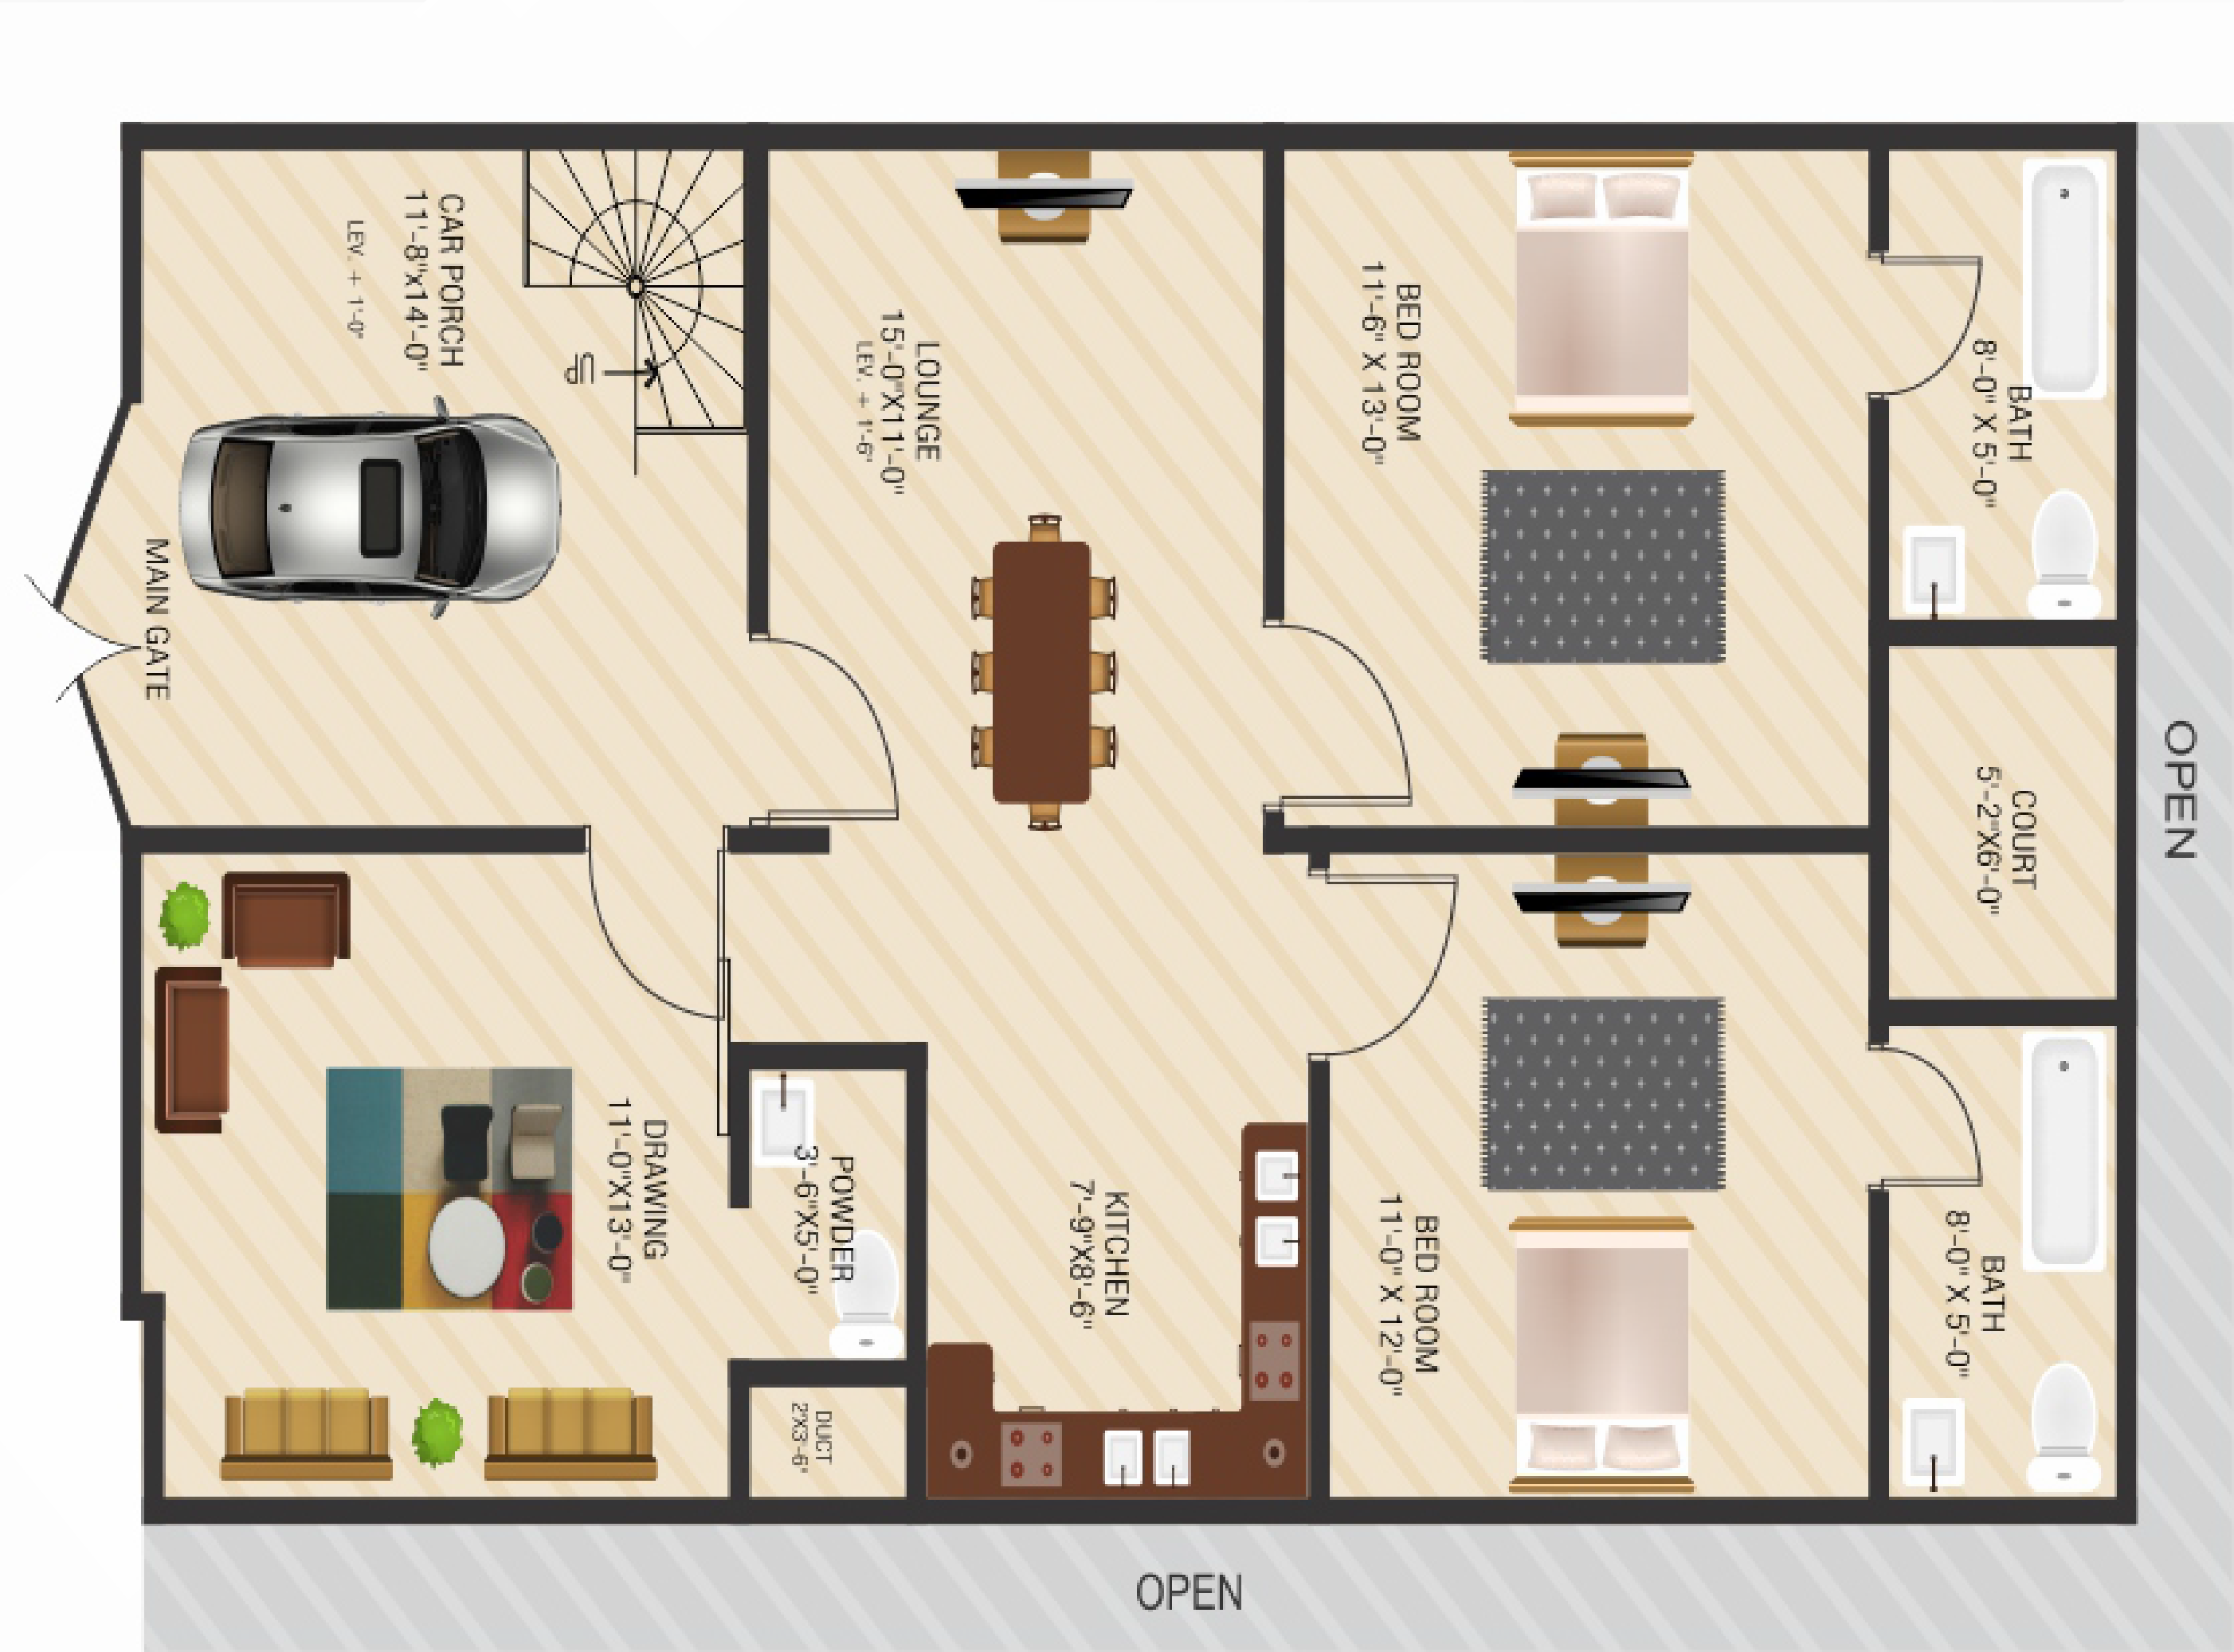 CAR PORCH
11'-8"x14'-0"
LEV. + 1'-0"
UP
MAIN GATE
LOUNGE
15'-0"X11'-0"
LEV. + 1'-6"
BED ROOM
11'-6" X 13'-0"
BATH
8'-0" X 5'-0"
COURT
5'-2"X6'-0"
OPEN
DRAWING
11'-0"X13'-0"
POWDER
3'-6"X5'-0"
DUCT
2'X3'-6"
KITCHEN
7'-9"X8'-6"
BED ROOM
11'-0" X 12'-0"
BATH
8'-0" X 5'-0"
OPEN